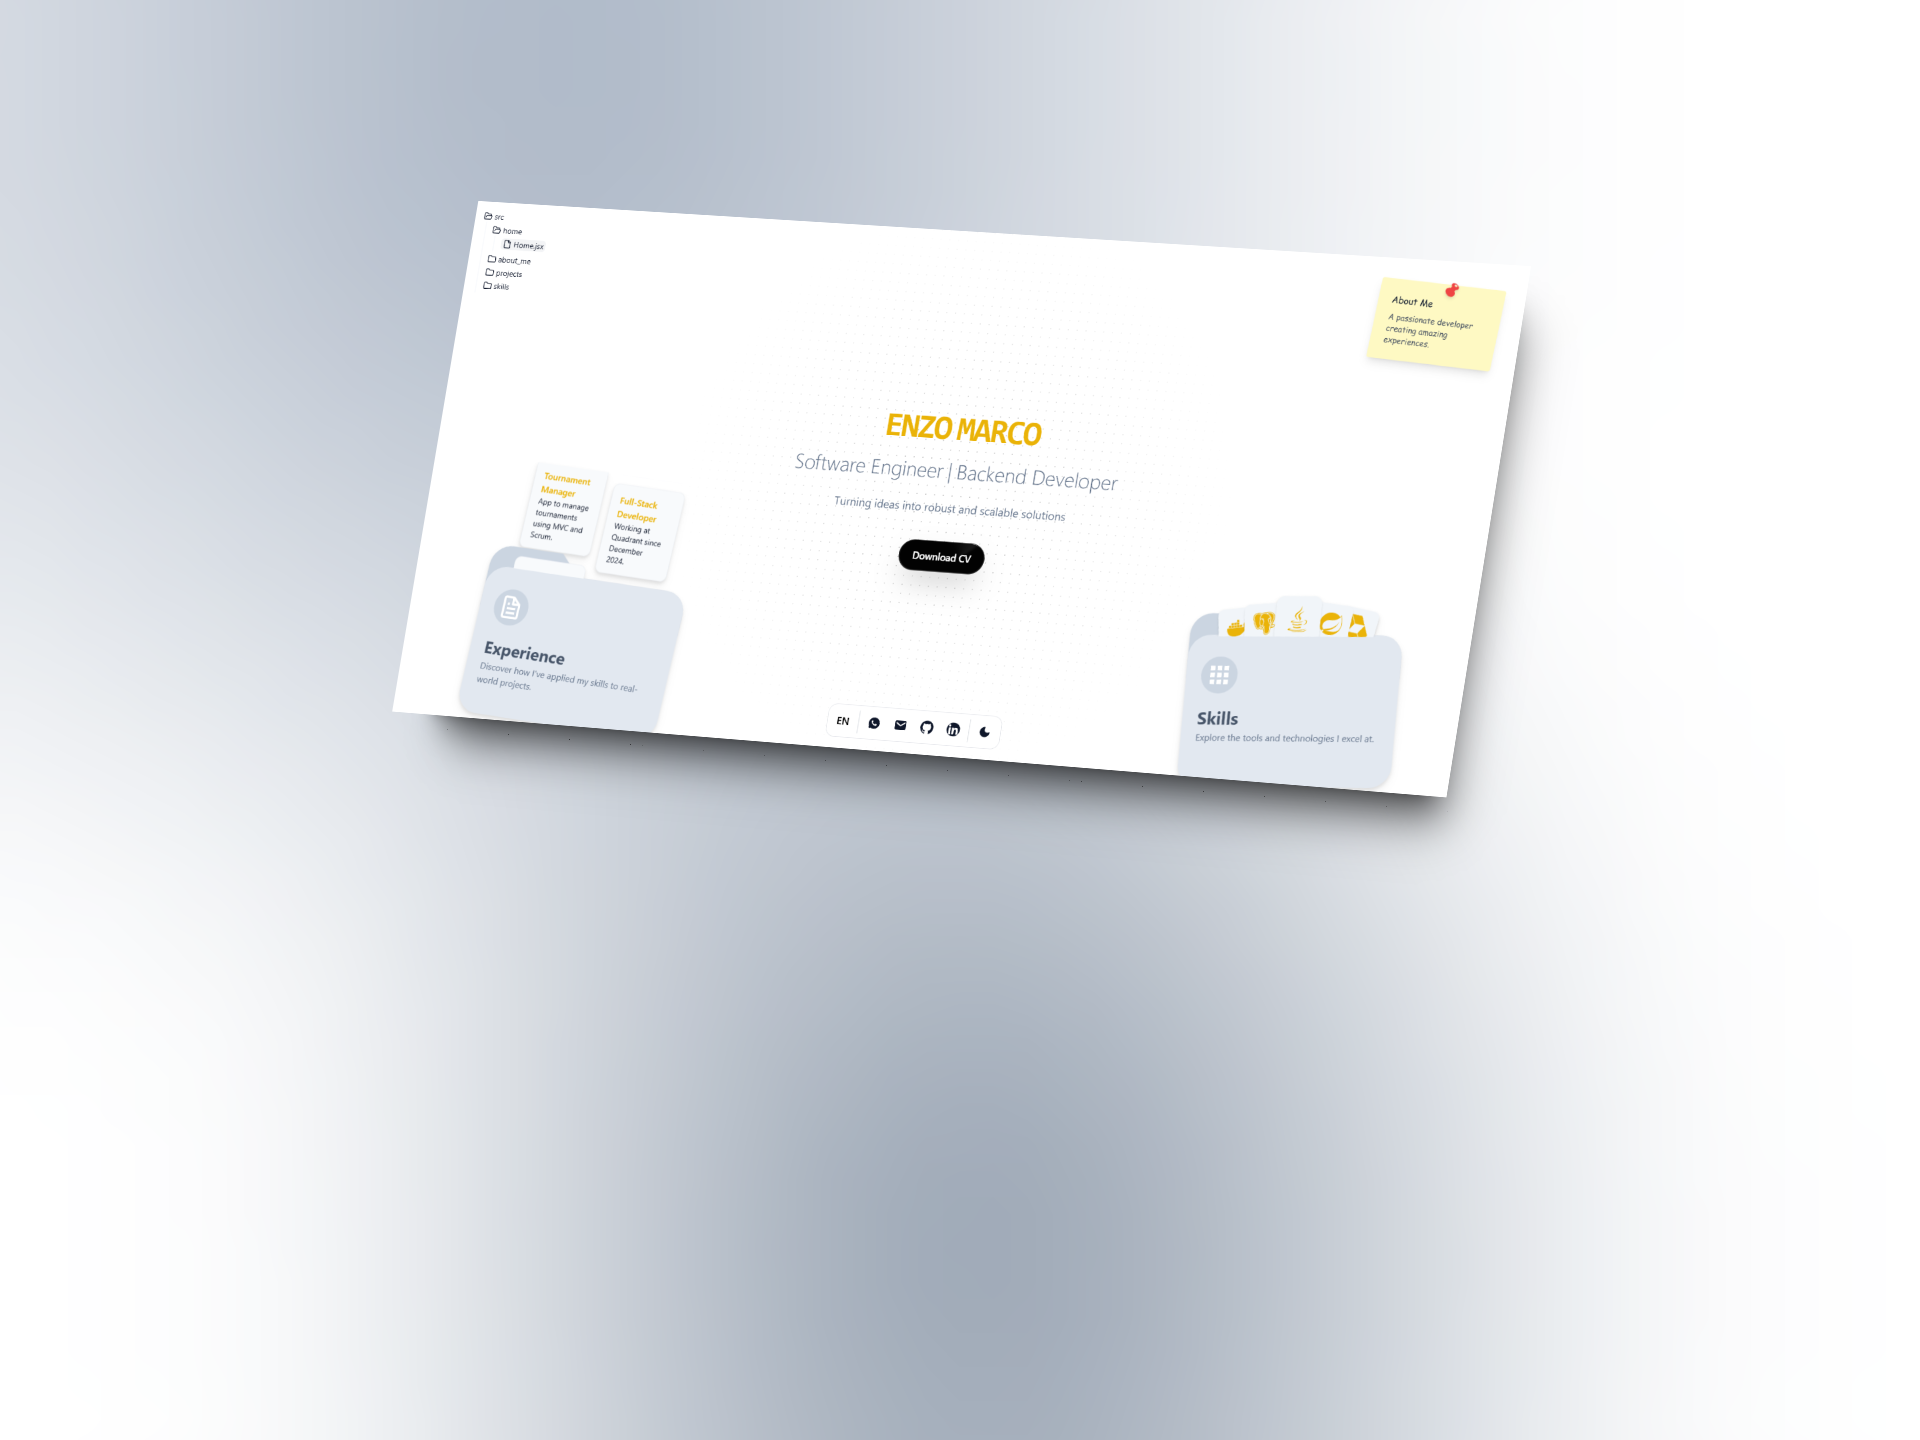 src
home
Home.jsx
about_me
projects
skills
About Me
A passionate developer
creating amazing
experiences.
ENZO MARCO
Software Engineer | Backend Developer
Turning ideas into robust and scalable solutions
Download CV
Tournament
Manager
App to manage
tournaments
using MVC and
Scrum.
Full-Stack
Developer
Working at
Quadrant since
December
2024.
Experience
Discover how I've applied my skills to real-
world projects.
Skills
Explore the tools and technologies I excel at.
EN
in